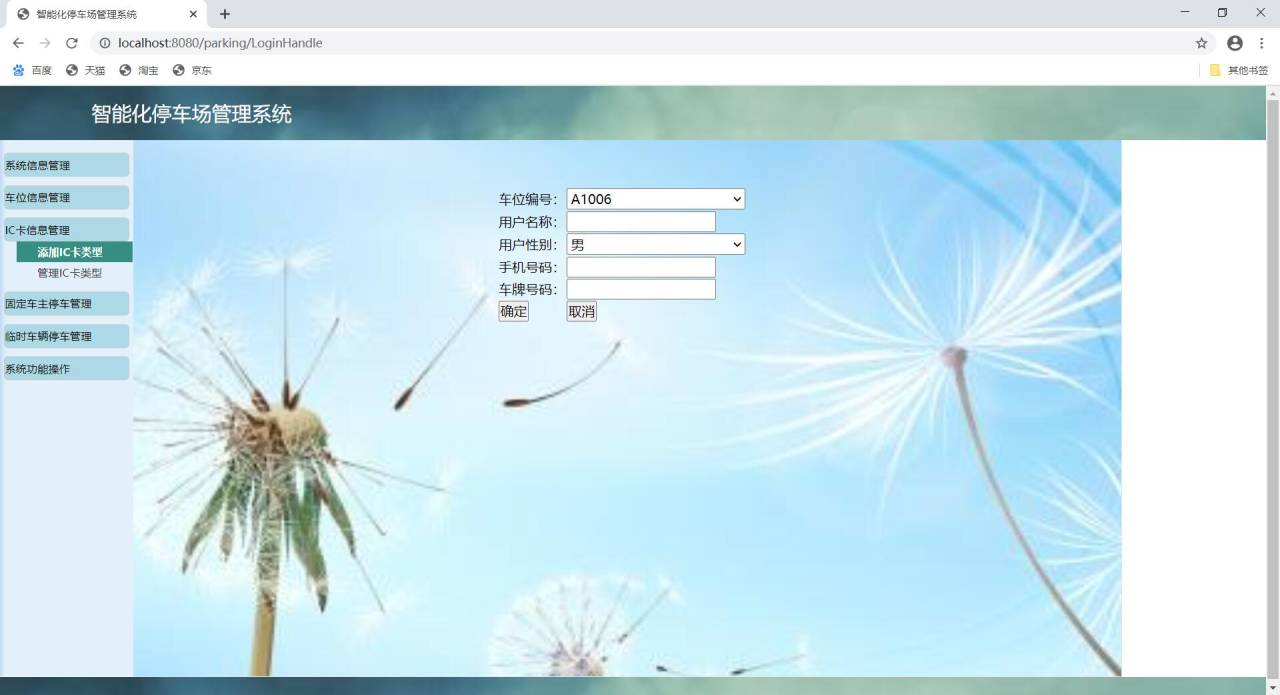 智能化停车场管理系统
localhost:8080/parking/LoginHandle
百度 天猫 淘宝 京东 其他书签
智能化停车场管理系统
系统信息管理
车位信息管理
IC卡信息管理
添加IC卡类型
管理IC卡类型
固定车主停车管理
临时车辆停车管理
系统功能操作
车位编号： A1006
用户名称：
用户性别： 男
手机号码：
车牌号码：
确定 取消